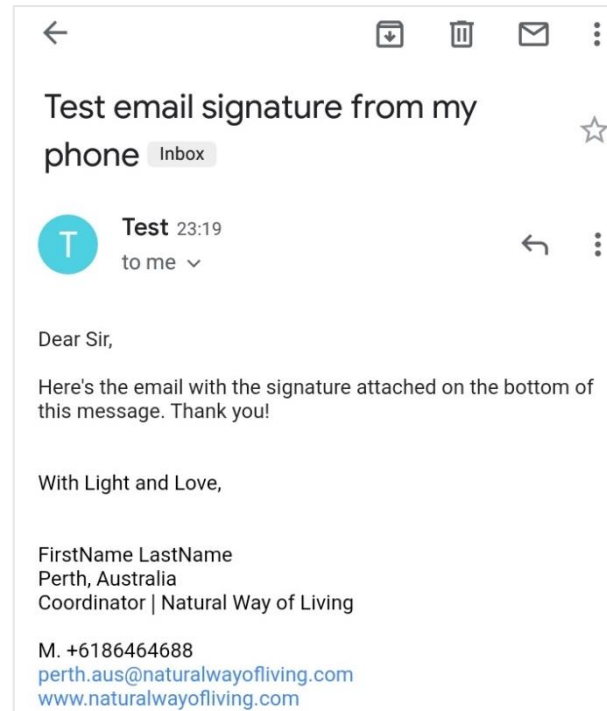 Test email signature from my
phone Inbox
T
Test 23:19
to me
Dear Sir,
Here's the email with the signature attached on the bottom of
this message. Thank you!
With Light and Love,
FirstName LastName
Perth, Australia
Coordinator | Natural Way of Living
M. +6186464688
perth.aus@naturalwayofliving.com
www.naturalwayofliving.com